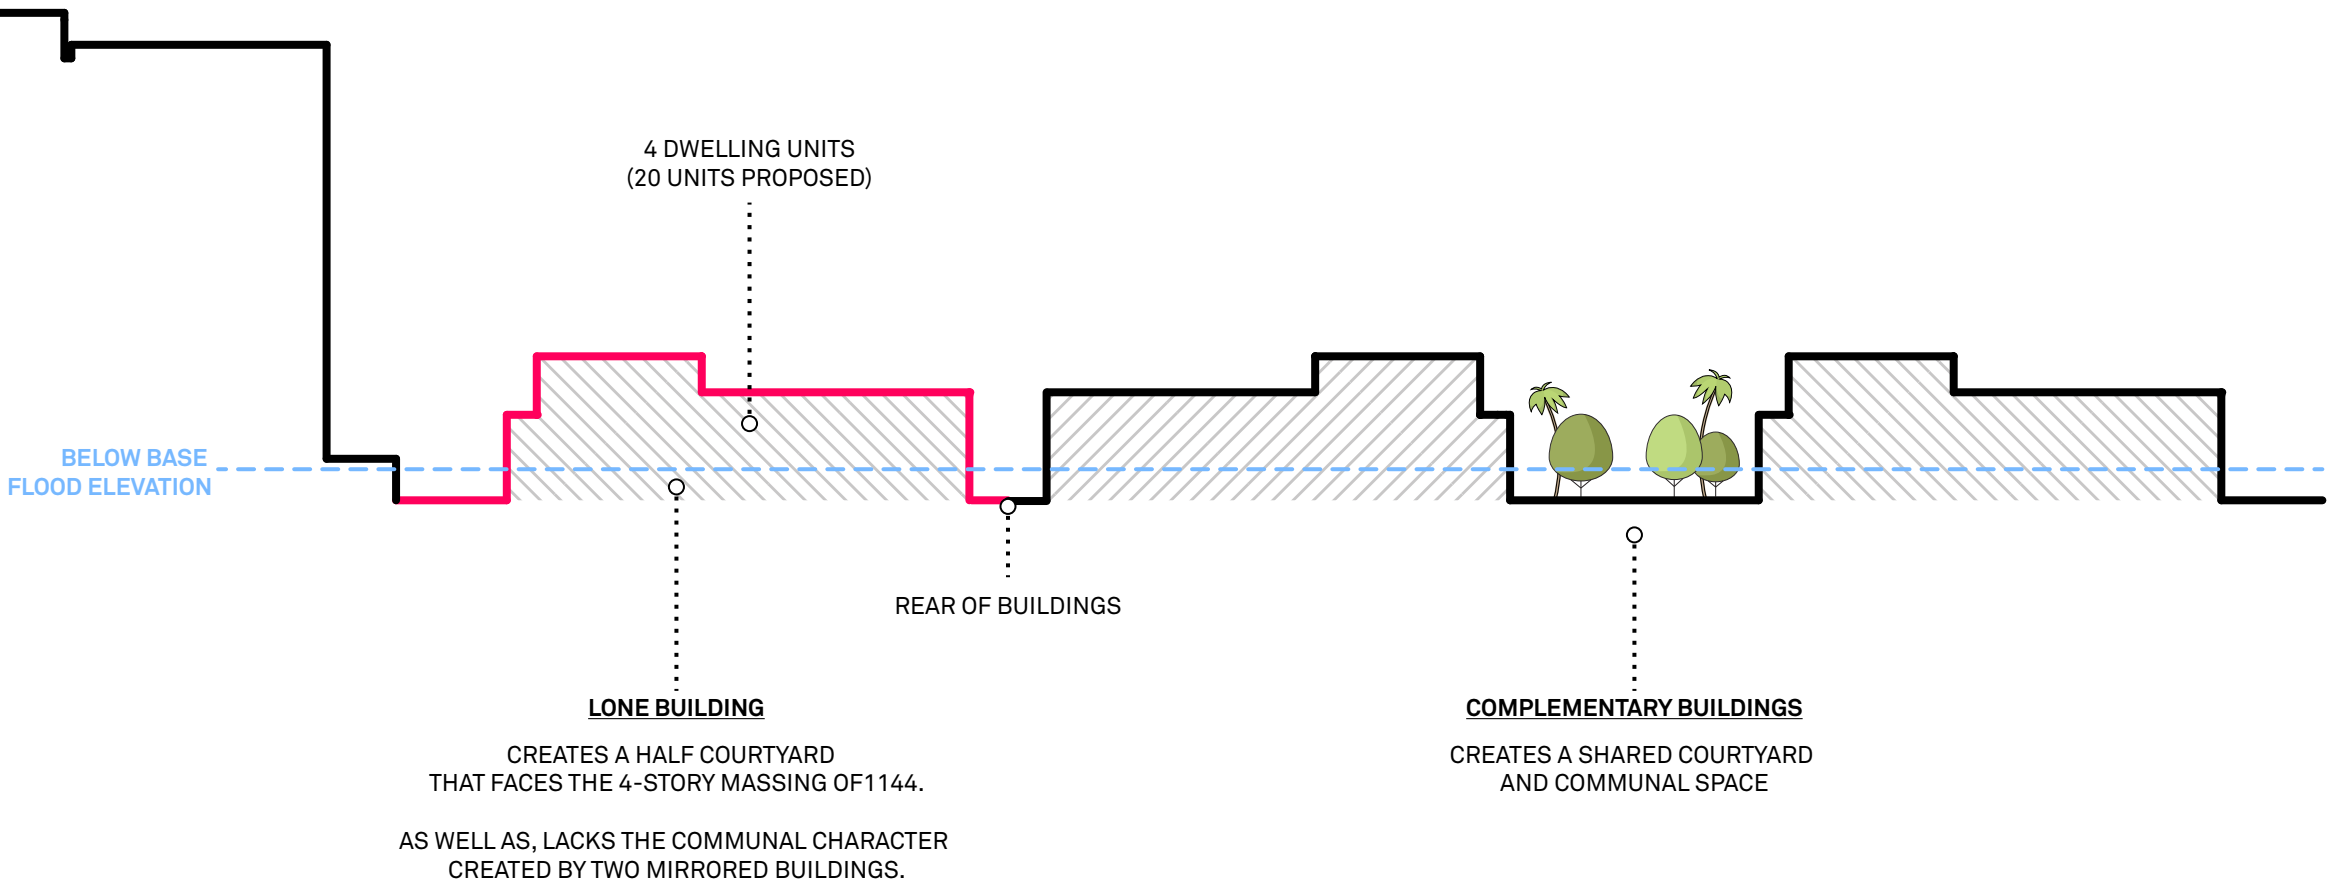 4 DWELLING UNITS
(20 UNITS PROPOSED)
BELOW BASE
FLOOD ELEVATION
REAR OF BUILDINGS
LONE BUILDING
CREATES A HALF COURTYARD
THAT FACES THE 4-STORY MASSING OF1144.
AS WELL AS, LACKS THE COMMUNAL CHARACTER
CREATED BY TWO MIRRORED BUILDINGS.
COMPLEMENTARY BUILDINGS
CREATES A SHARED COURTYARD
AND COMMUNAL SPACE